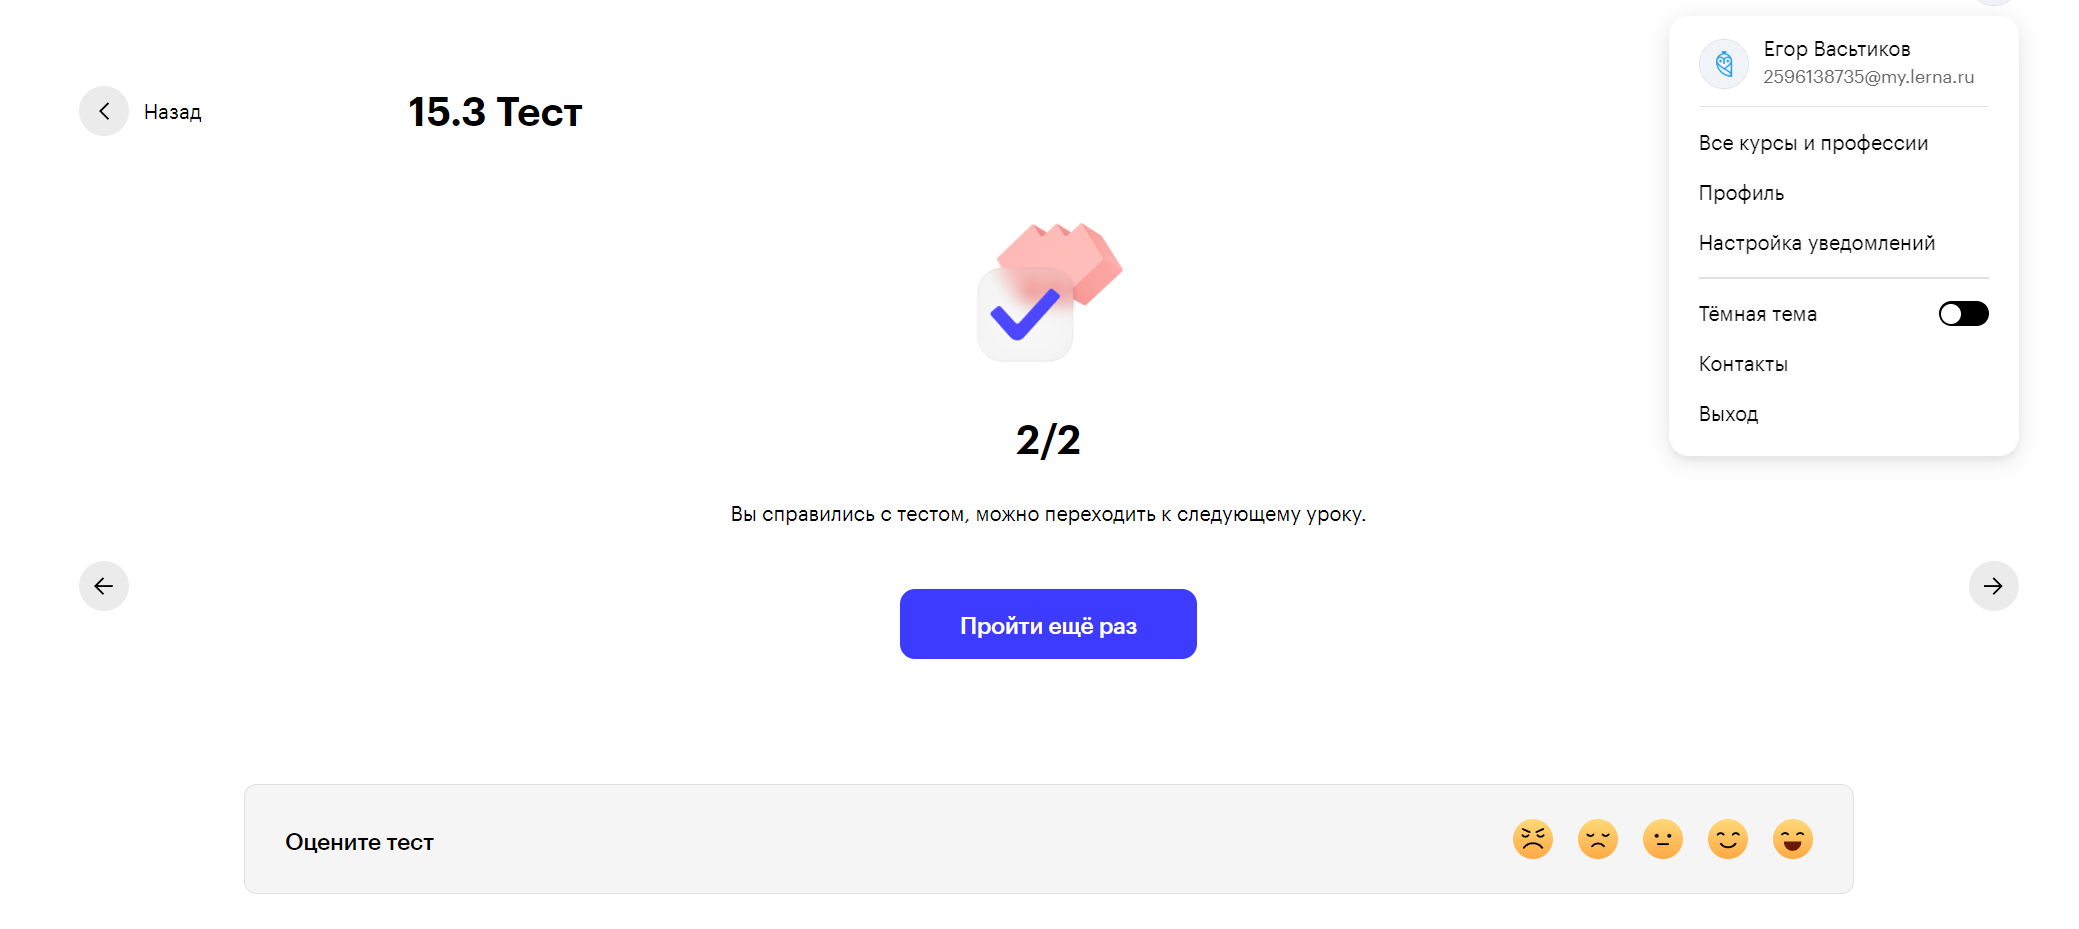 Назад
15.3 Тест
Егор Васьтиков
2596138735@my.lerna.ru
Все курсы и профессии
Профиль
Настройка уведомлений
Тёмная тема
Контакты
Выход
2/2
Вы справились с тестом, можно переходить к следующему уроку.
Пройти ещё раз
Оцените тест